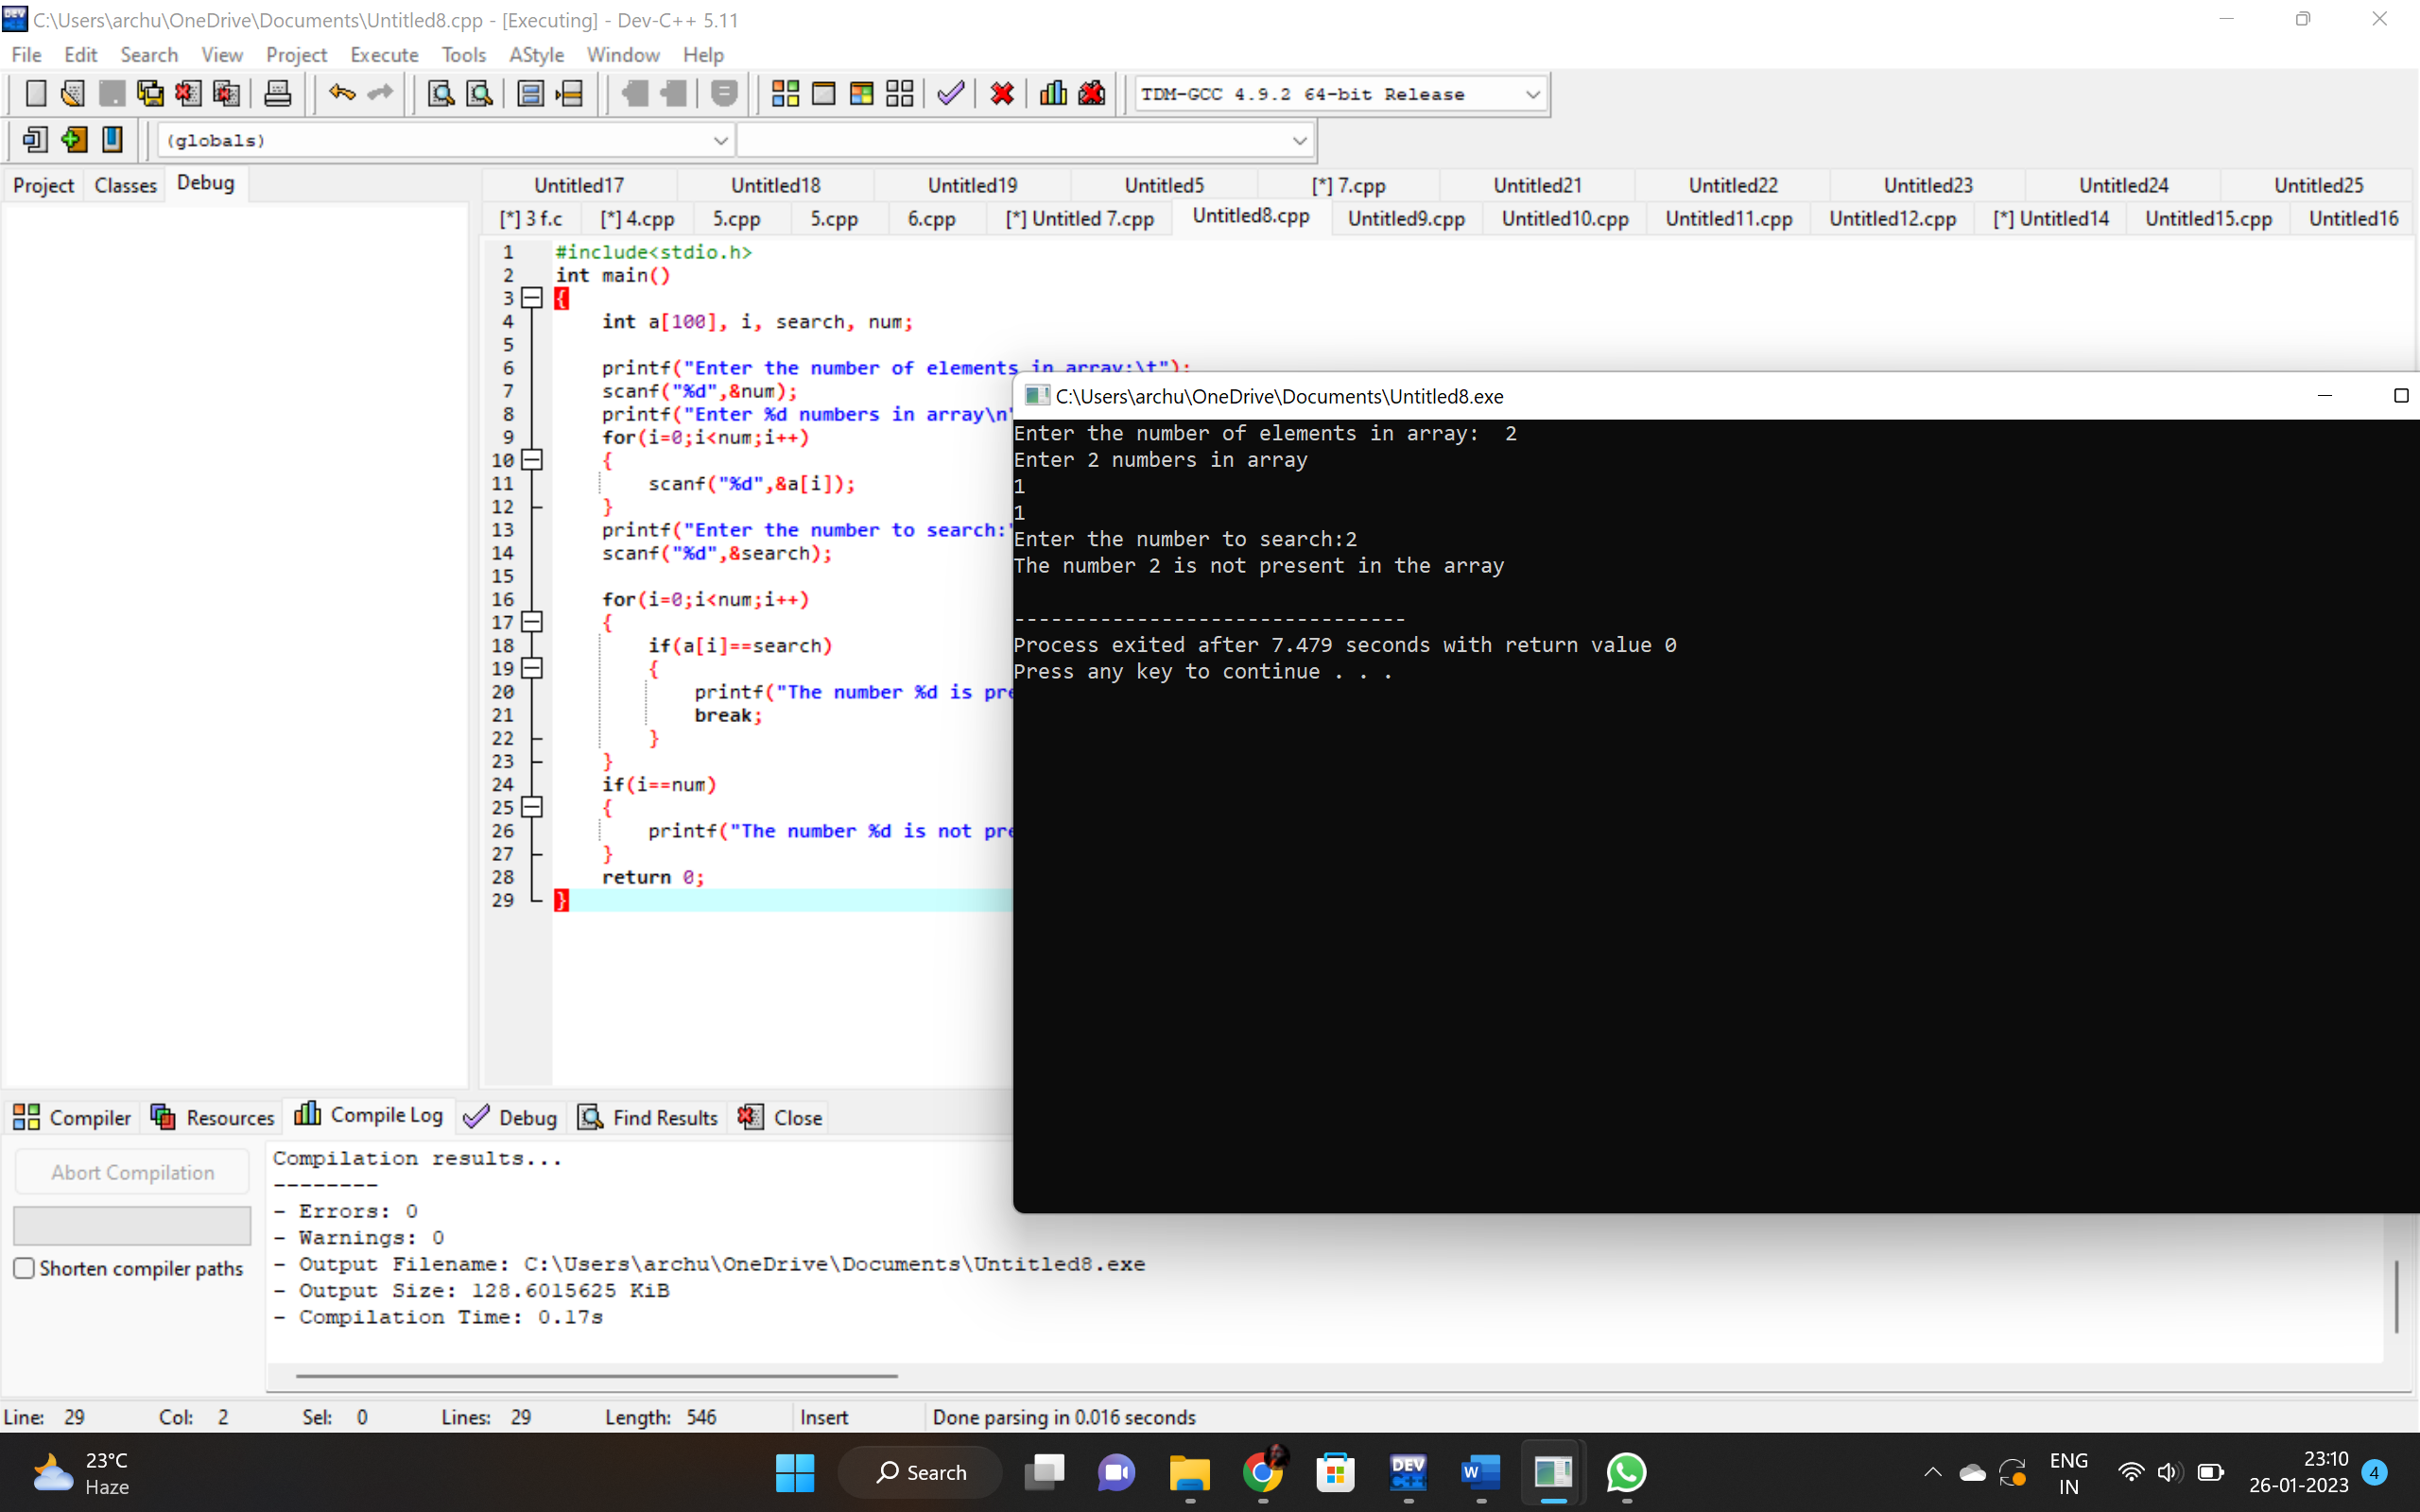 C:\Users\archu\OneDrive\Documents\Untitled8.cpp - [Executing] - Dev-C++ 5.11
File Edit Search View Project Execute Tools AStyle Window Help
TDM-GCC 4.9.2 64-bit Release
(globals)
Project Classes Debug
Untitled17 Untitled18 Untitled19 Untitled5 [*] 7.cpp Untitled21 Untitled22 Untitled23 Untitled24 Untitled25
[*] 3 f.c [*] 4.cpp 5.cpp 5.cpp 6.cpp [*] Untitled 7.cpp Untitled8.cpp Untitled9.cpp Untitled10.cpp Untitled11.cpp Untitled12.cpp [*] Untitled14 Untitled15.cpp Untitled16
1 #include<stdio.h>
2 int main()
3 {
4 int a[100], i, search, num;
5
6 printf("Enter the number of elements in array:\t");
7 scanf("%d",&num);
8 printf("Enter %d numbers in array\n"
9 for(i=0;i<num;i++)
10 {
11 scanf("%d",&a[i]);
12 }
13 printf("Enter the number to search:"
14 scanf("%d",&search);
15
16 for(i=0;i<num;i++)
17 {
18 if(a[i]==search)
19 {
20 printf("The number %d is pre
21 break;
22 }
23 }
24 if(i==num)
25 {
26 printf("The number %d is not pre
27 }
28 return 0;
29 }
C:\Users\archu\OneDrive\Documents\Untitled8.exe
Enter the number of elements in array: 2
Enter 2 numbers in array
1
1
Enter the number to search:2
The number 2 is not present in the array
--------------------------------
Process exited after 7.479 seconds with return value 0
Press any key to continue . . .
Compiler Resources Compile Log Debug Find Results Close
Abort Compilation
Shorten compiler paths
Compilation results...
--------
- Errors: 0
- Warnings: 0
- Output Filename: C:\Users\archu\OneDrive\Documents\Untitled8.exe
- Output Size: 128.6015625 KiB
- Compilation Time: 0.17s
Line: 29 Col: 2 Sel: 0 Lines: 29 Length: 546 Insert Done parsing in 0.016 seconds
23°C
Haze
Search
DEV
C++
W
ENG
IN
23:10
26-01-2023
4